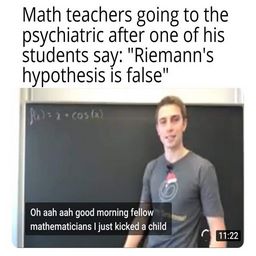 Math teachers going to the
psychiatric after one of his
students say: "Riemann's
hypothesis is false"
f(x) = x + cos(x)
Oh aah aah good morning fellow
mathematicians I just kicked a child
11:22